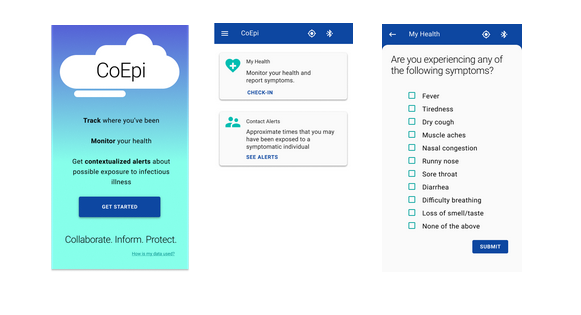 CoEpi
Track where you've been
Monitor your health
Get contextualized alerts about
possible exposure to infectious
illness
GET STARTED
Collaborate. Inform. Protect.
How is my data used?
CoEpi
My Health
Monitor your health and
report symptoms.
CHECK-IN
Contact Alerts
Approximate times that you may
have been exposed to a
symptomatic individual
SEE ALERTS
My Health
Are you experiencing any of
the following symptoms?
Fever
Tiredness
Dry cough
Muscle aches
Nasal congestion
Runny nose
Sore throat
Diarrhea
Difficulty breathing
Loss of smell/taste
None of the above
SUBMIT